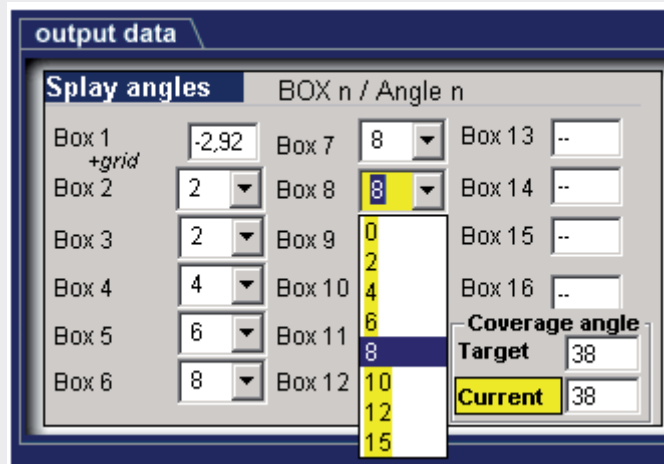 output data
Splay angles BOX n / Angle n
Box 1 -2,92
+grid
Box 2 2
Box 3 2
Box 4 4
Box 5 6
Box 6 8
Box 7 8
Box 8 8
Box 9
Box 10
Box 11
Box 12
0
2
4
6
8
10
12
15
Box 13 --
Box 14 --
Box 15 --
Box 16 --
Coverage angle
Target 38
Current 38